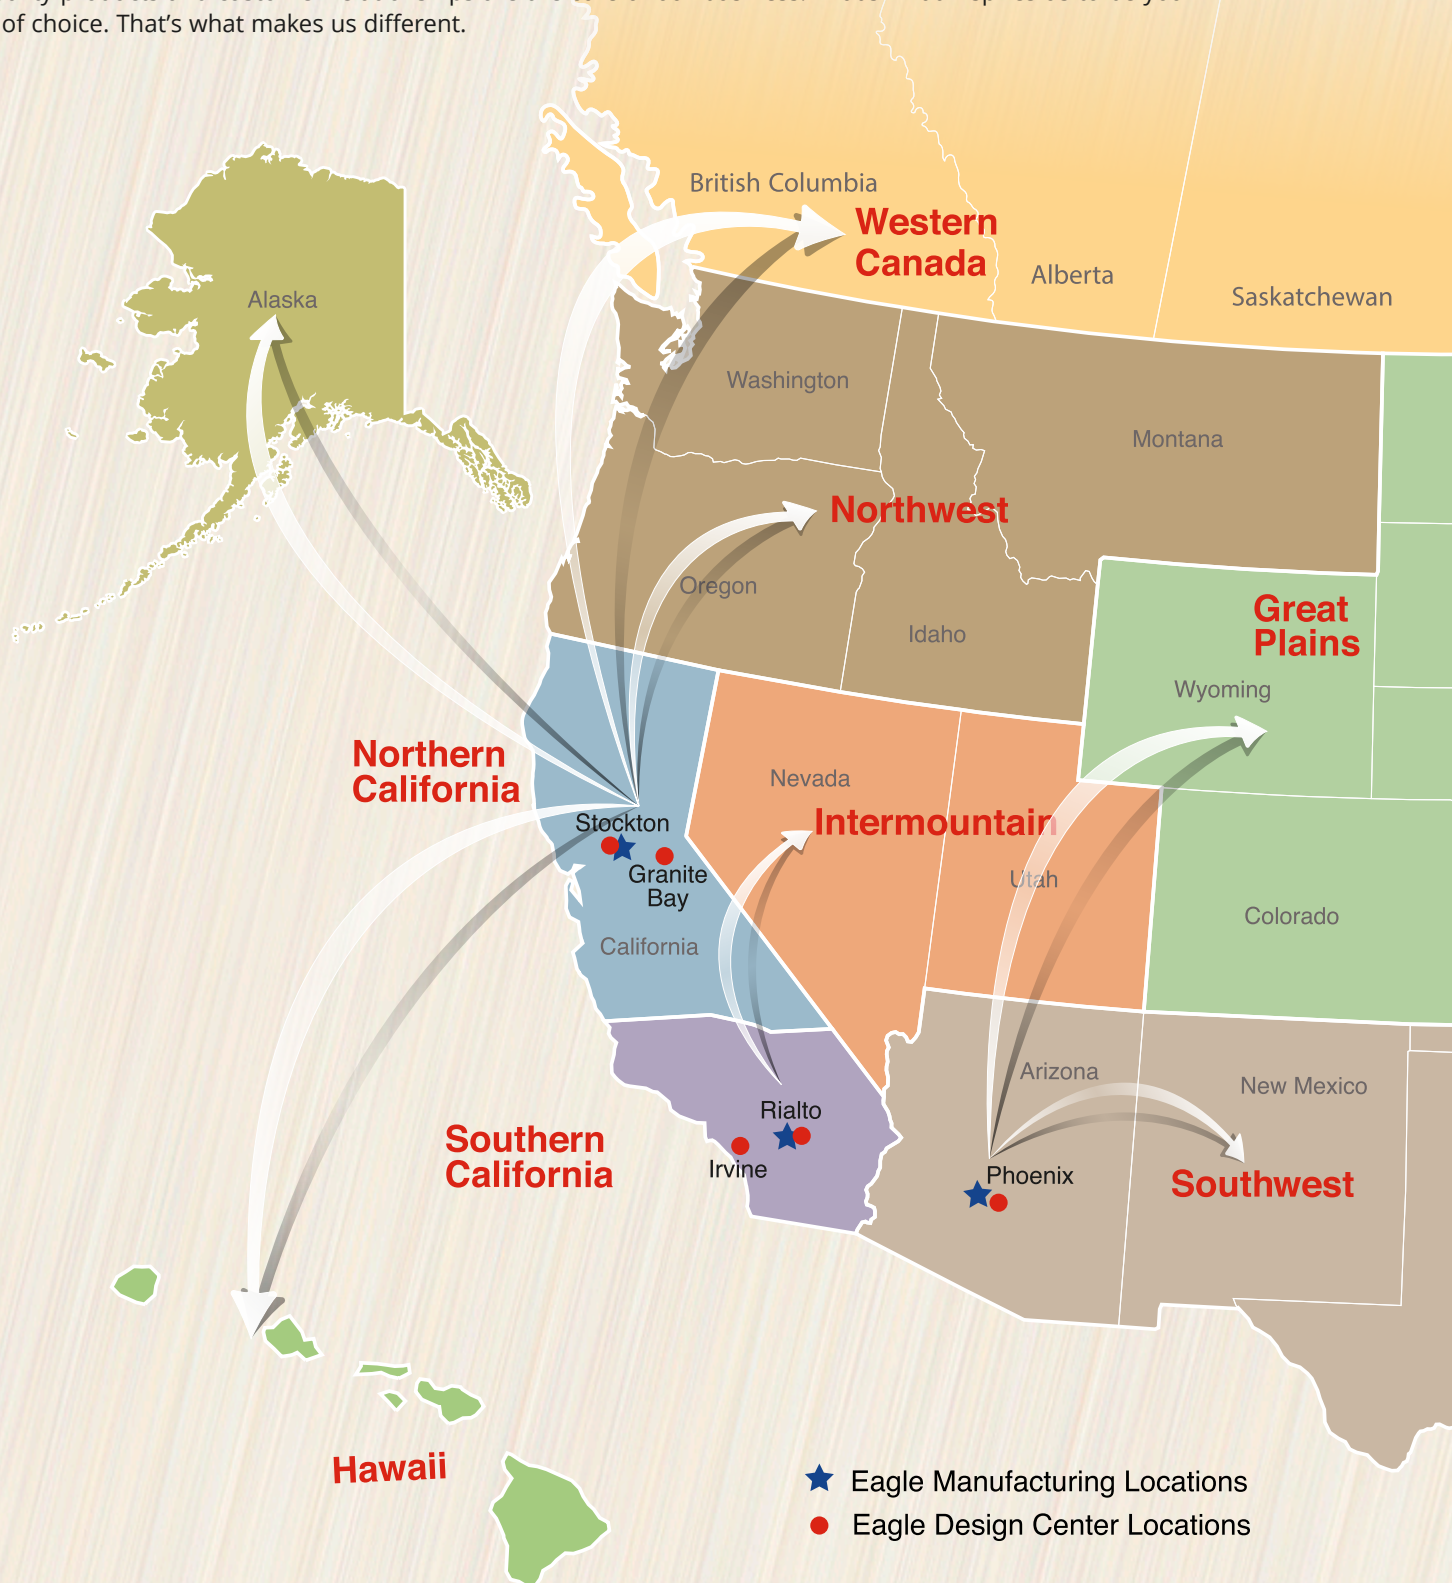 of choice. That’s what makes us different.
British Columbia
Western
Canada
Alberta
Saskatchewan
Alaska
Washington
Montana
Northwest
Oregon
Idaho
Great
Plains
Wyoming
Northern
California
Nevada
Intermountain
Stockton
Granite
Bay
Utah
Colorado
California
Arizona
New Mexico
Rialto
Southern
California
Irvine
Phoenix
Southwest
Hawaii
Eagle Manufacturing Locations
Eagle Design Center Locations